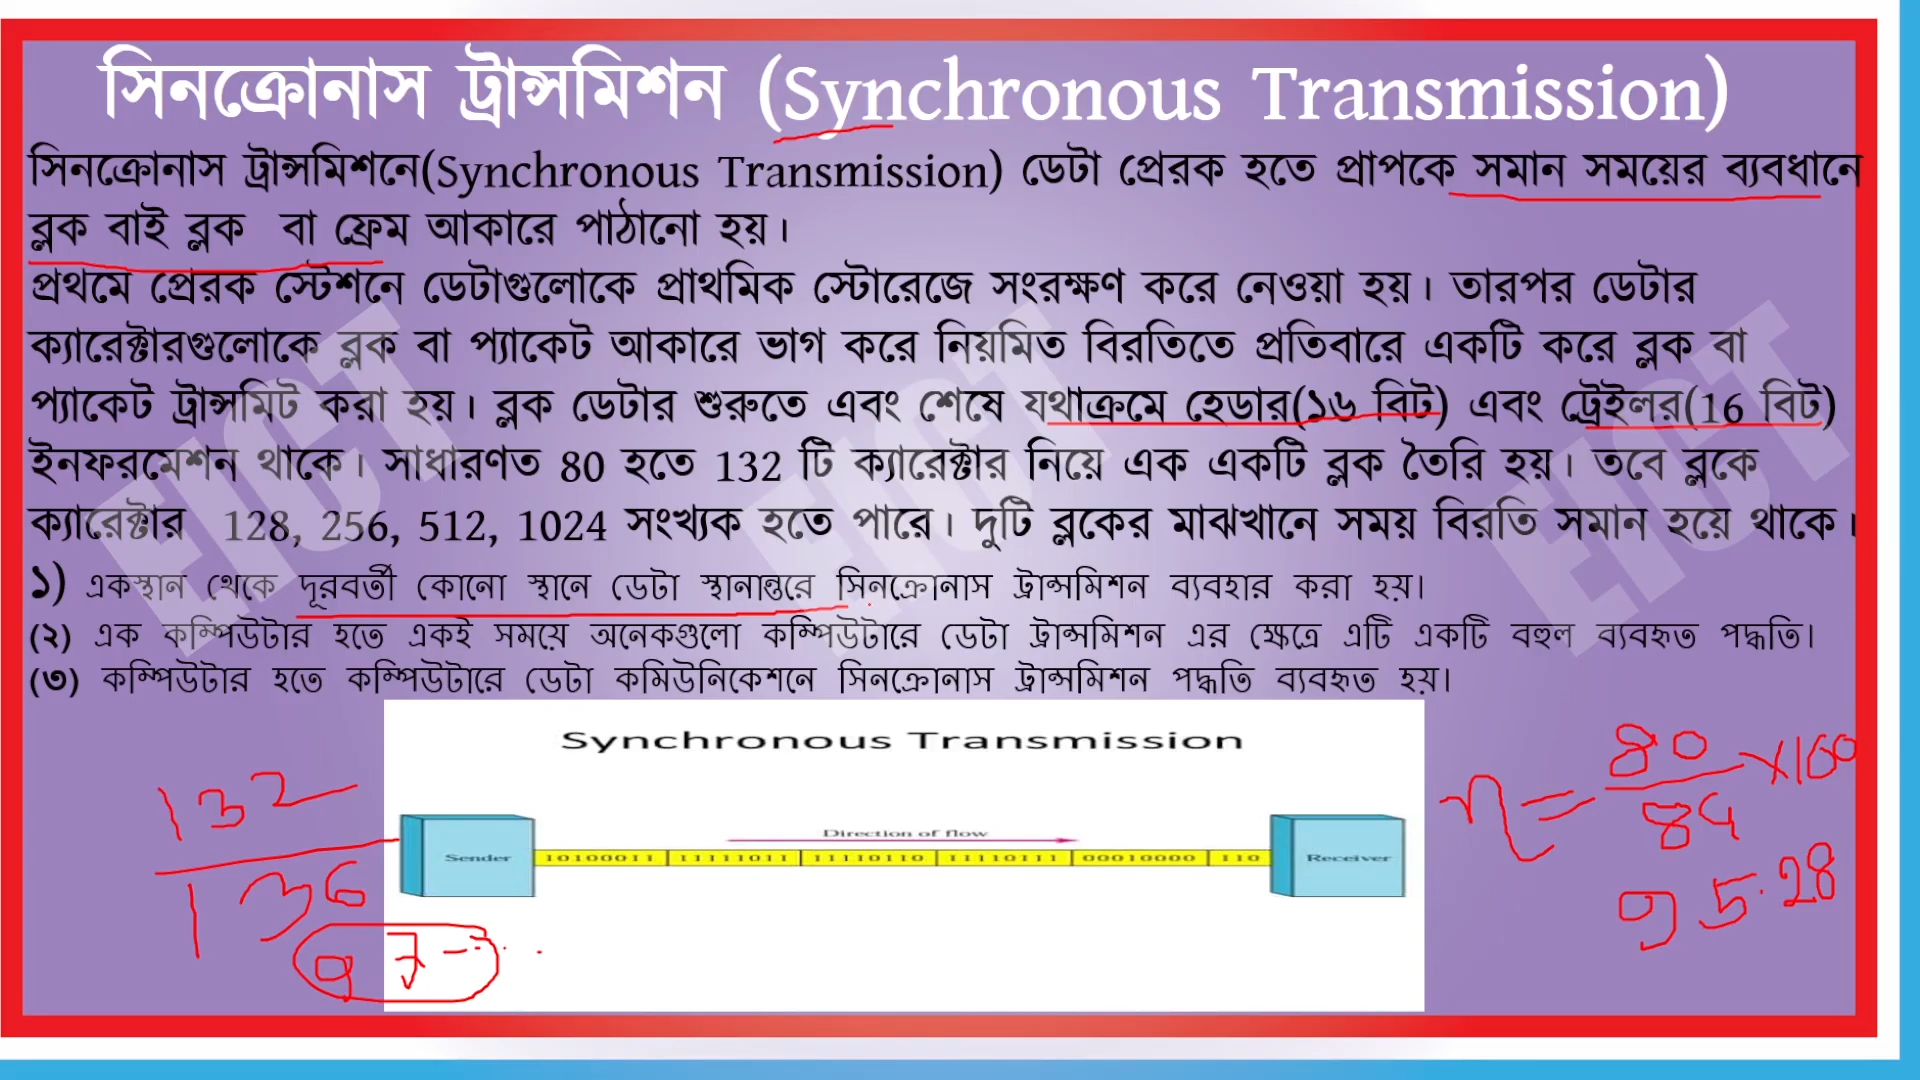 সিনক্রোনাস ট্রান্সমিশন (Synchronous Transmission)
সিনক্রোনাস ট্রান্সমিশনে(Synchronous Transmission) ডেটা প্রেরক হতে প্রাপকে সমান সময়ের ব্যবধানে
ব্লক বাই ব্লক বা ফ্রেম আকারে পাঠানো হয়।
প্রথমে প্রেরক স্টেশনে ডেটাগুলোকে প্রাথমিক স্টোরেজে সংরক্ষণ করে নেওয়া হয়। তারপর ডেটার
ক্যারেক্টারগুলোকে ব্লক বা প্যাকেট আকারে ভাগ করে নিয়মিত বিরতিতে প্রতিবারে একটি করে ব্লক বা
প্যাকেট ট্রান্সমিট করা হয়। ব্লক ডেটার শুরুতে এবং শেষে যথাক্রমে হেডার(১৬ বিট) এবং ট্রেইলর(16 বিট)
ইনফরমেশন থাকে। সাধারণত 80 হতে 132 টি ক্যারেক্টার নিয়ে এক একটি ব্লক তৈরি হয়। তবে ব্লকে
ক্যারেক্টার 128, 256, 512, 1024 সংখ্যক হতে পারে। দুটি ব্লকের মাঝখানে সময় বিরতি সমান হয়ে থাকে।
১) একস্থান থেকে দূরবর্তী কোনো স্থানে ডেটা স্থানান্তরে সিনক্রোনাস ট্রান্সমিশন ব্যবহার করা হয়।
(২) এক কম্পিউটার হতে একই সময়ে অনেকগুলো কম্পিউটারে ডেটা ট্রান্সমিশন এর ক্ষেত্রে এটি একটি বহুল ব্যবহৃত পদ্ধতি।
(৩) কম্পিউটার হতে কম্পিউটারে ডেটা কমিউনিকেশনে সিনক্রোনাস ট্রান্সমিশন পদ্ধতি ব্যবহৃত হয়।
EICT EICT EICT
Synchronous Transmission
Direction of flow
Sender 10100011 11111011 11110110 11110111 00010000 110 Receiver
132
136
97
η = 80 ×100
84
95.28